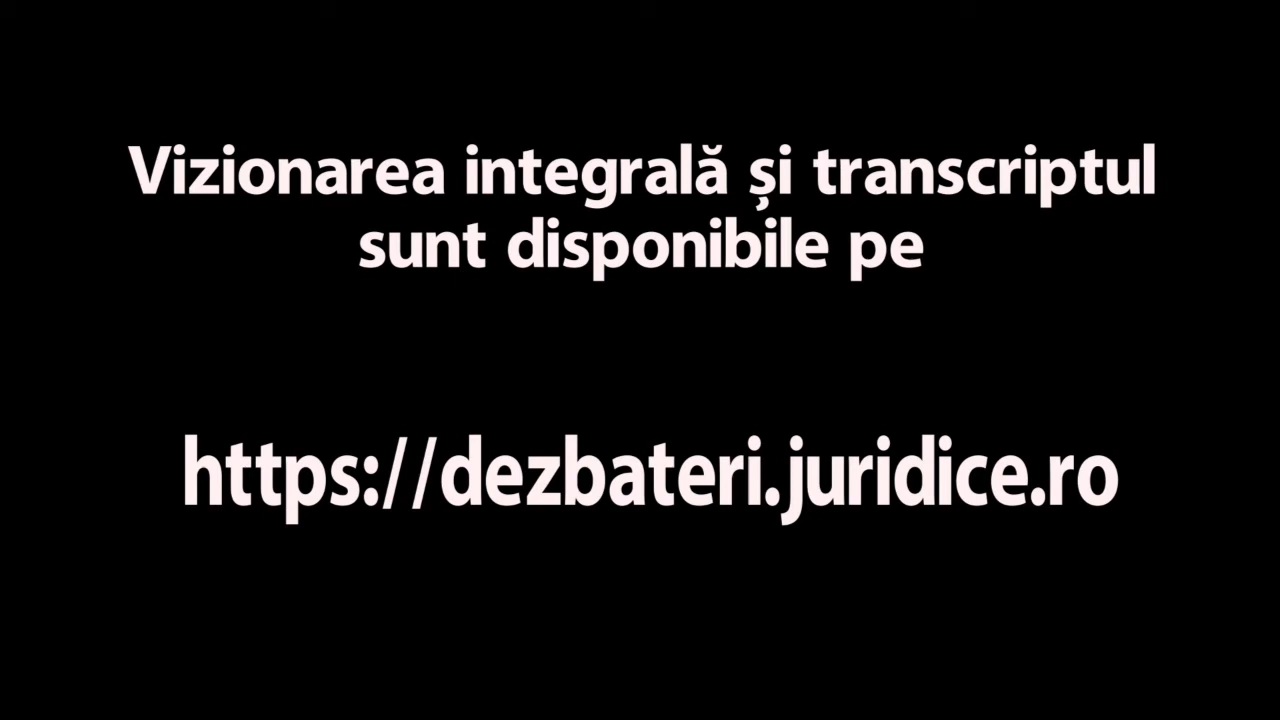 Vizionarea integrală și transcriptul
sunt disponibile pe
https://dezbateri.juridice.ro